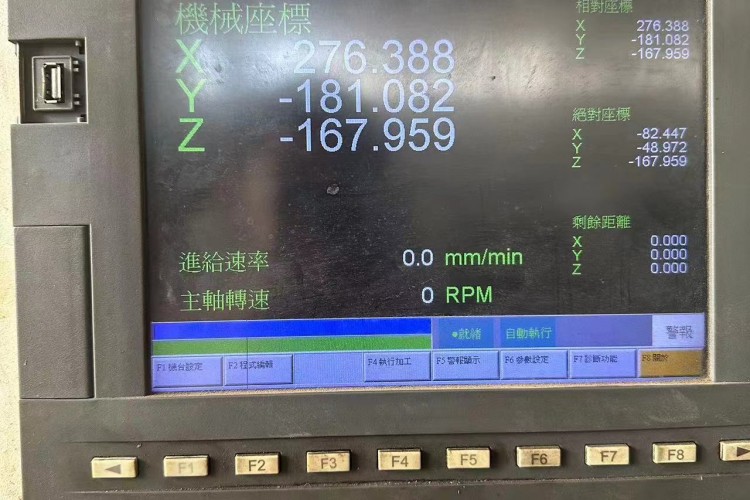 機械座標
X 276.388
Y -181.082
Z -167.959
相對座標
X 276.388
Y -181.082
Z -167.959
絕對座標
X -82.447
Y -48.972
Z -167.959
剩餘距離
X 0.000
Y 0.000
Z 0.000
進給速率 0.0 mm/min
主軸轉速 0 RPM
就緒 自動執行
F1 機台設定 F2 程式編輯 F4 執行加工 F5 警報顯示 F6 參數設定 F7 診斷功能 F8 關於
F1 F2 F3 F4 F5 F6 F7 F8